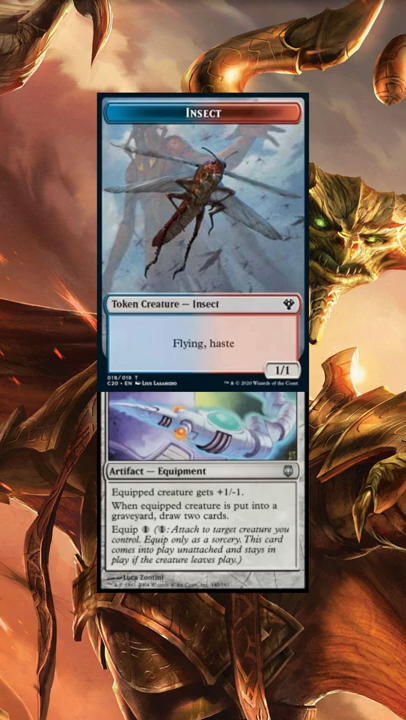 INSECT
Token Creature — Insect
Flying, haste
1/1
018/019 T
C20 • EN LIUS LASAHIDO
™ & © 2020 Wizards of the Coast
Artifact — Equipment
Equipped creature gets +1/-1.
When equipped creature is put into a
graveyard, draw two cards.
Equip 1 (1: Attach to target creature you
control. Equip only as a sorcery. This card
comes into play unattached and stays in
play if the creature leaves play.)
Luca Zontini